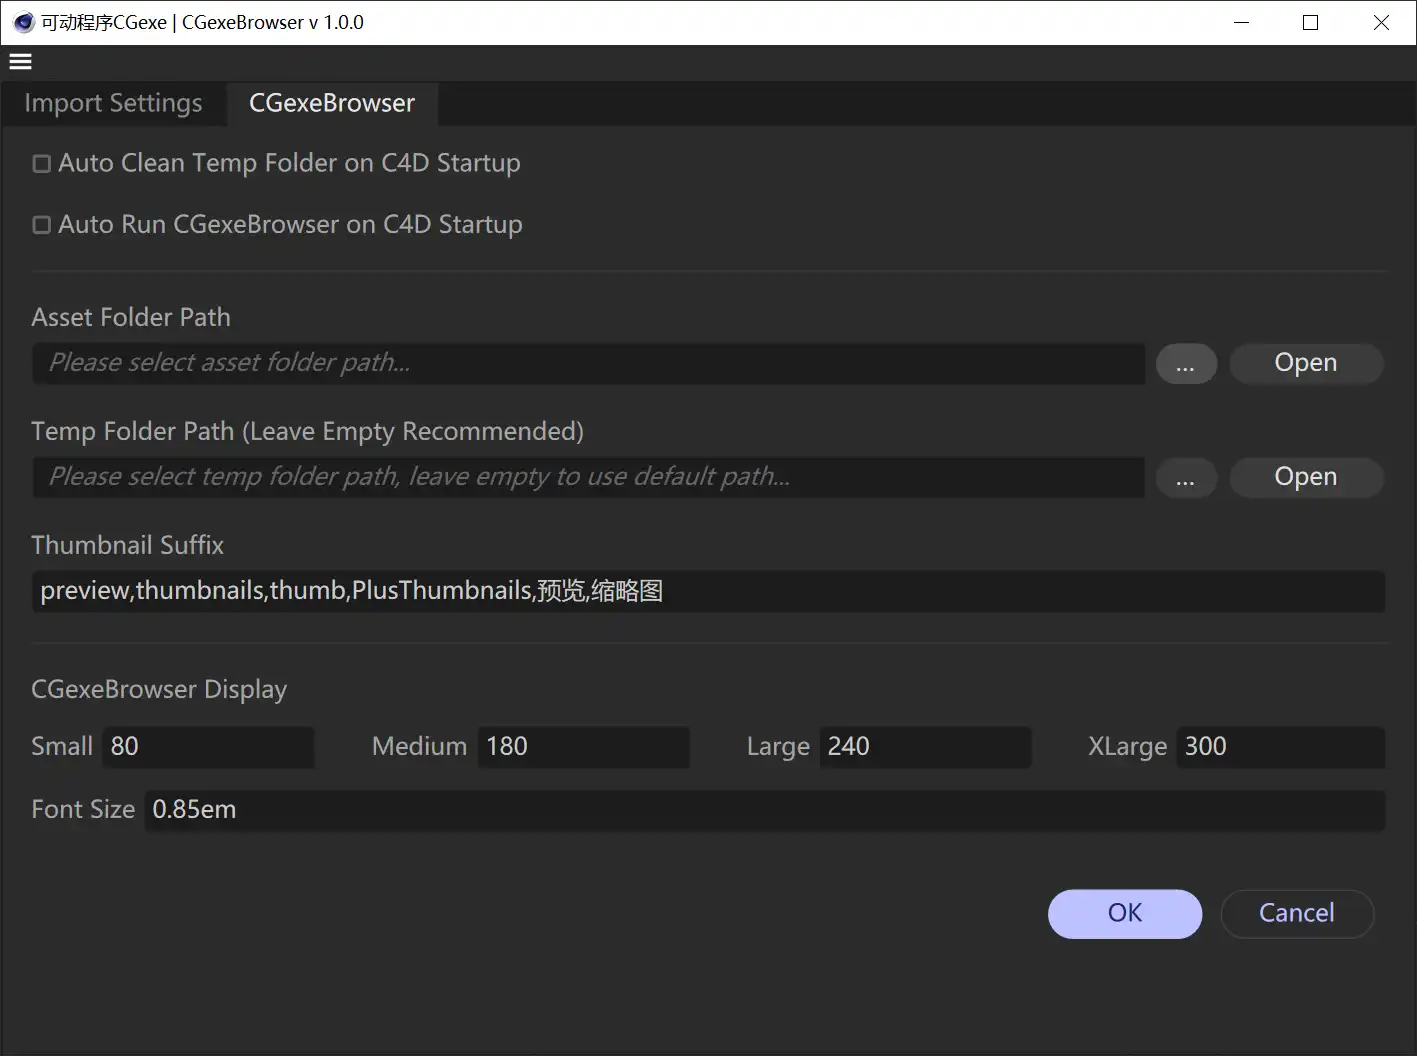 可动程序CGexe | CGexeBrowser v 1.0.0
Import Settings CGexeBrowser
Auto Clean Temp Folder on C4D Startup
Auto Run CGexeBrowser on C4D Startup
Asset Folder Path
Please select asset folder path... ... Open
Temp Folder Path (Leave Empty Recommended)
Please select temp folder path, leave empty to use default path... ... Open
Thumbnail Suffix
preview,thumbnails,thumb,PlusThumbnails,预览,缩略图
CGexeBrowser Display
Small 80 Medium 180 Large 240 XLarge 300
Font Size 0.85em
OK Cancel